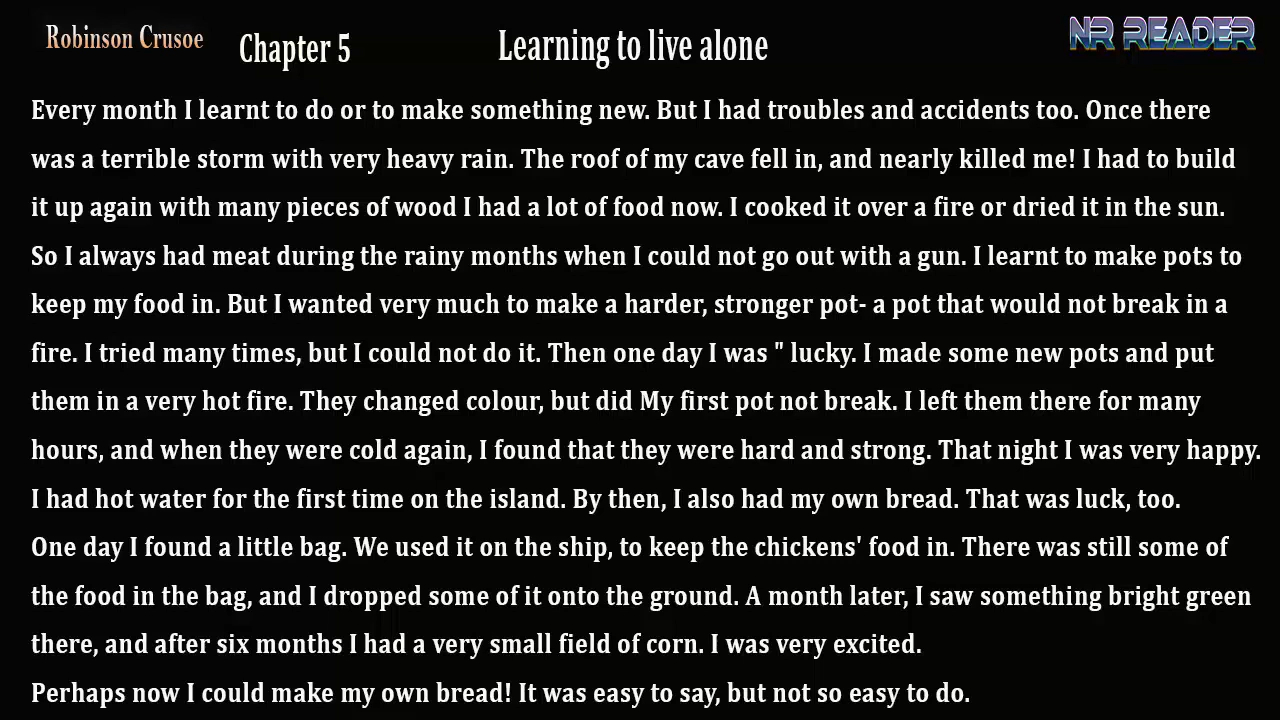 Robinson Crusoe Chapter 5 Learning to live alone NR READER
Every month I learnt to do or to make something new. But I had troubles and accidents too. Once there
was a terrible storm with very heavy rain. The roof of my cave fell in, and nearly killed me! I had to build
it up again with many pieces of wood I had a lot of food now. I cooked it over a fire or dried it in the sun.
So I always had meat during the rainy months when I could not go out with a gun. I learnt to make pots to
keep my food in. But I wanted very much to make a harder, stronger pot- a pot that would not break in a
fire. I tried many times, but I could not do it. Then one day I was " lucky. I made some new pots and put
them in a very hot fire. They changed colour, but did My first pot not break. I left them there for many
hours, and when they were cold again, I found that they were hard and strong. That night I was very happy.
I had hot water for the first time on the island. By then, I also had my own bread. That was luck, too.
One day I found a little bag. We used it on the ship, to keep the chickens' food in. There was still some of
the food in the bag, and I dropped some of it onto the ground. A month later, I saw something bright green
there, and after six months I had a very small field of corn. I was very excited.
Perhaps now I could make my own bread! It was easy to say, but not so easy to do.